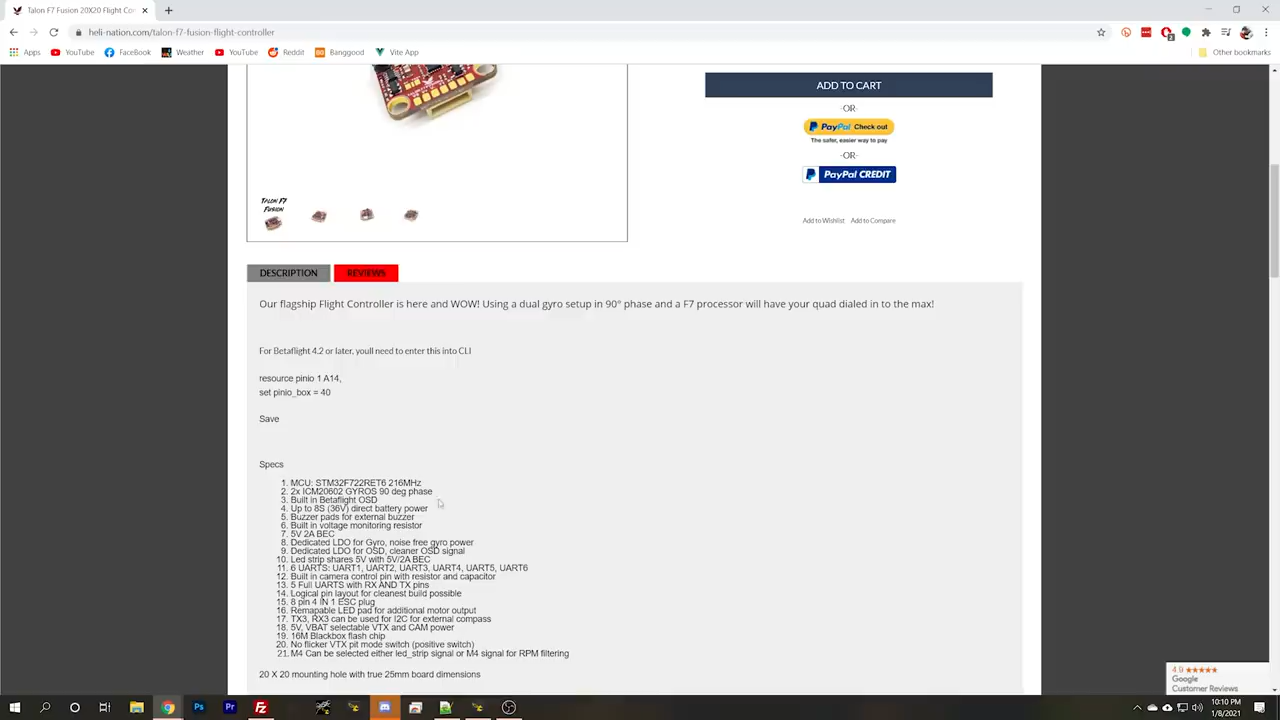 Talon F7 Fusion 20X20 Flight Con
heli-nation.com/talon-f7-fusion-flight-controller
Apps YouTube FaceBook Weather YouTube Reddit Banggood Vite App Other bookmarks
ADD TO CART
-OR-
PayPal Check out
The safer, easier way to pay
-OR-
PayPal CREDIT
TALON F7
FUSION
Add to Wishlist Add to Compare
DESCRIPTION REVIEWS
Our flagship Flight Controller is here and WOW! Using a dual gyro setup in 90° phase and a F7 processor will have your quad dialed in to the max!
For Betaflight 4.2 or later, youll need to enter this into CLI
resource pinio 1 A14,
set pinio_box = 40
Save
Specs
1. MCU: STM32F722RET6 216MHz
2. 2x ICM20602 GYROS 90 deg phase
3. Built in Betaflight OSD
4. Up to 8S (36V) direct battery power
5. Buzzer pads for external buzzer
6. Built in voltage monitoring resistor
7. 5V 2A BEC
8. Dedicated LDO for Gyro, noise free gyro power
9. Dedicated LDO for OSD, cleaner OSD signal
10. Led strip shares 5V with 5V/2A BEC
11. 6 UARTS: UART1, UART2, UART3, UART4, UART5, UART6
12. Built in camera control pin with resistor and capacitor
13. 5 Full UARTS with RX AND TX pins
14. Logical pin layout for cleanest build possible
15. 8 pin 4 IN 1 ESC plug
16. Remapable LED pad for additional motor output
17. TX3, RX3 can be used for I2C for external compass
18. 5V, VBAT selectable VTX and CAM power
19. 16M Blackbox flash chip
20. No flicker VTX pit mode switch (positive switch)
21. M4 Can be selected either led_strip signal or M4 signal for RPM filtering
20 X 20 mounting hole with true 25mm board dimensions
4.9
Google
Customer Reviews
10:10 PM
1/8/2021